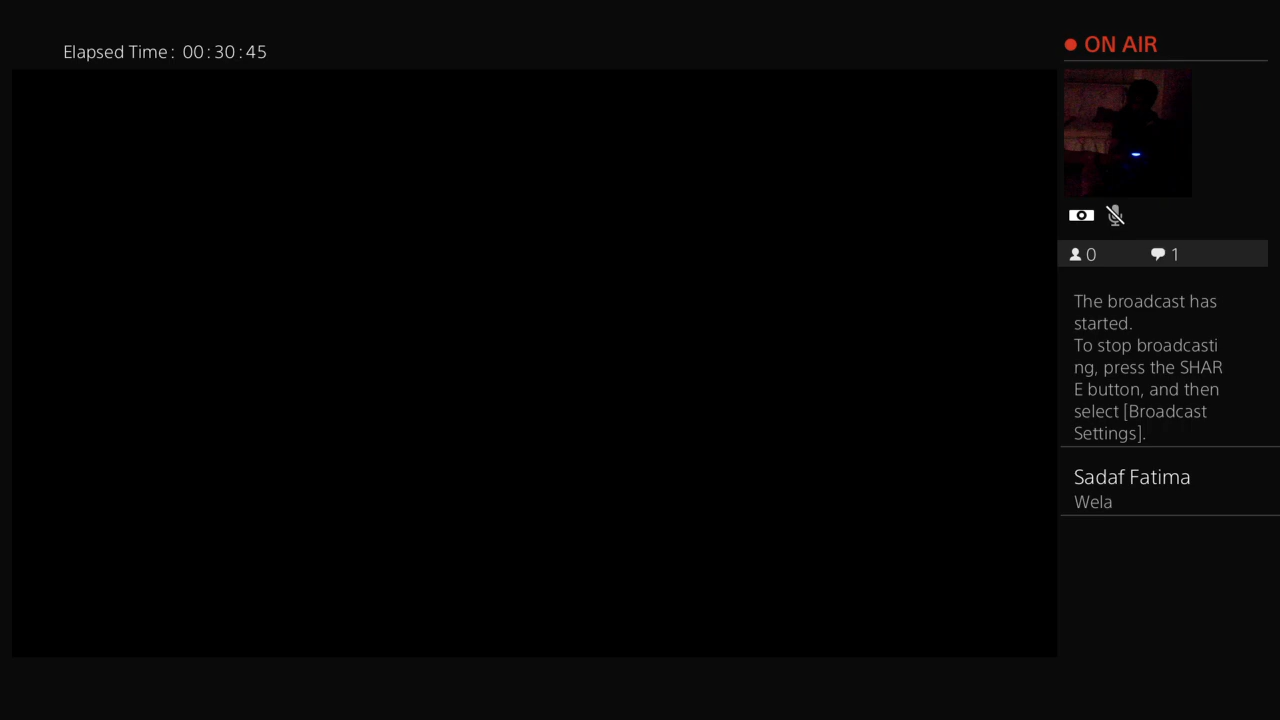 Elapsed Time: 00:30:45
ON AIR
0
1
The broadcast has
started.
To stop broadcasti
ng, press the SHAR
E button, and then
select [Broadcast
Settings].
Sadaf Fatima
Wela